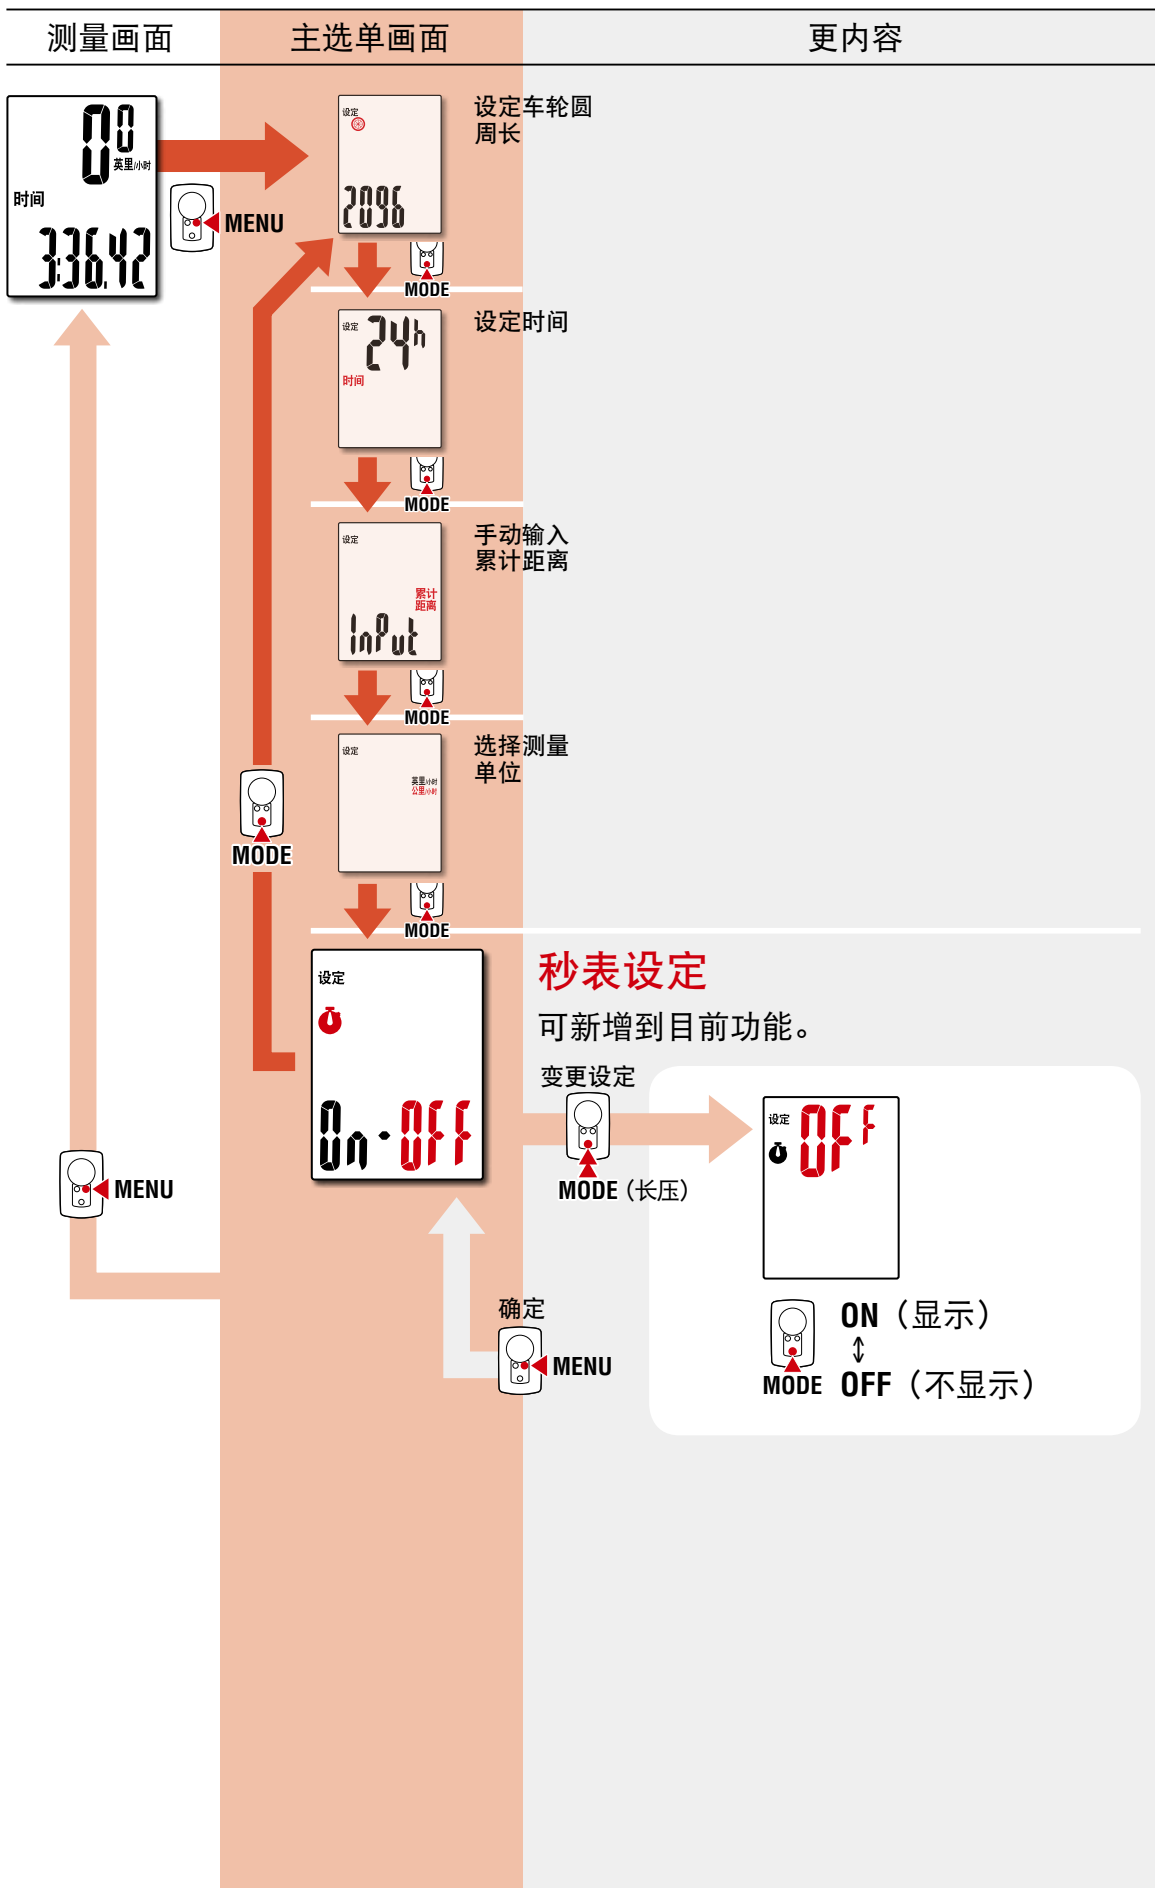 测量画面
主选单画面
更内容
0⁰
英里/小时
时间
3:36.42
MENU
设定
2096
设定车轮圆
周长
MODE
设定
24h
时间
设定时间
MODE
设定
累计
距离
InPut
手动输入
累计距离
MODE
设定
英里/小时
公里/小时
选择测量
单位
MODE
MODE
设定
On-OFF
秒表设定
可新增到目前功能。
变更设定
MODE（长压）
设定
OFF
ON（显示）
MODE OFF（不显示）
MENU
确定
MENU